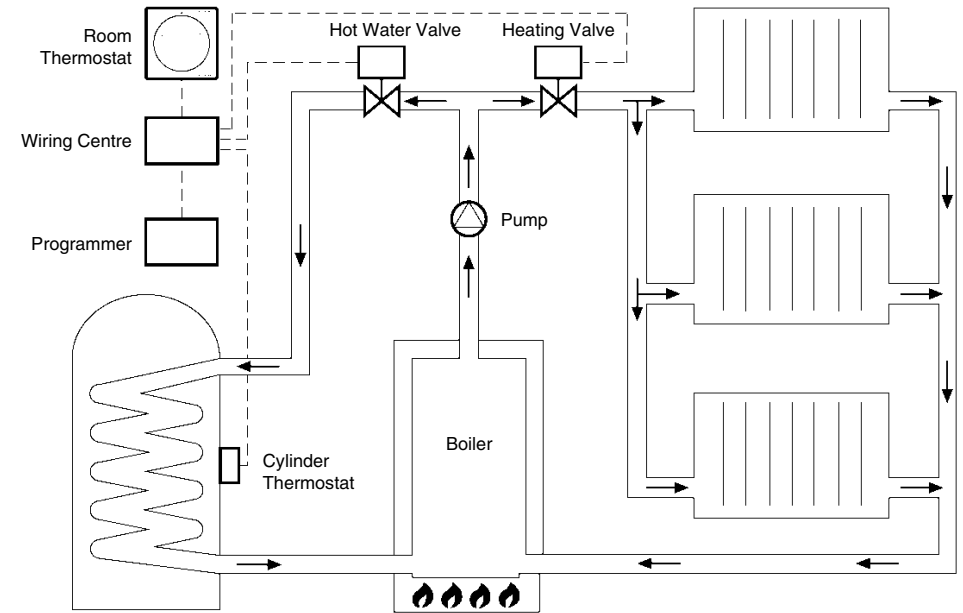 Room
Thermostat
Hot Water Valve
Heating Valve
Wiring Centre
Programmer
Pump
Boiler
Cylinder
Thermostat